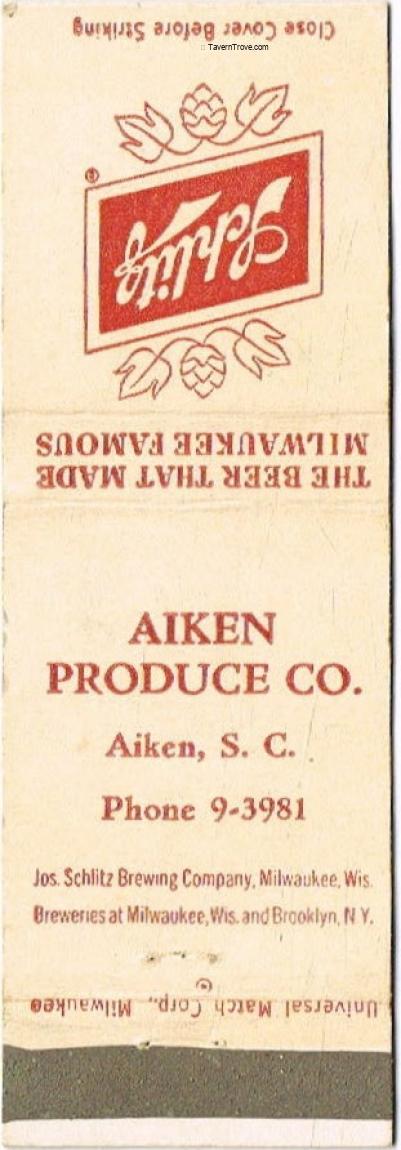 Close Cover Before Striking
:: TavernTrove.com
Schlitz
®
THE BEER THAT MADE
MILWAUKEE FAMOUS
AIKEN
PRODUCE CO.
Aiken, S. C.
Phone 9-3981
Jos. Schlitz Brewing Company, Milwaukee, Wis.
Breweries at Milwaukee, Wis. and Brooklyn, N.Y.
©
Universal Match Corp., Milwaukee